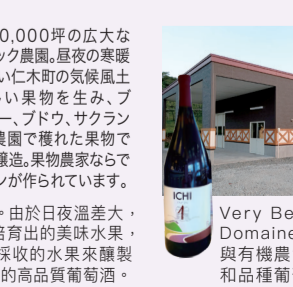 0,000坪の広大な
ック農園。昼夜の寒暖
い仁木町の気候風土
い果物を生み、ブ
ー、ブドウ、サクラン
農園で穫れた果物で
醸造。果物農家ならで
ンが作られています。
。由於日夜溫差大，
培育出的美味水果，
採收的水果來釀製
的高品質葡萄酒。
ICHI
Very Be
Domaine
與有機農
和品種葡